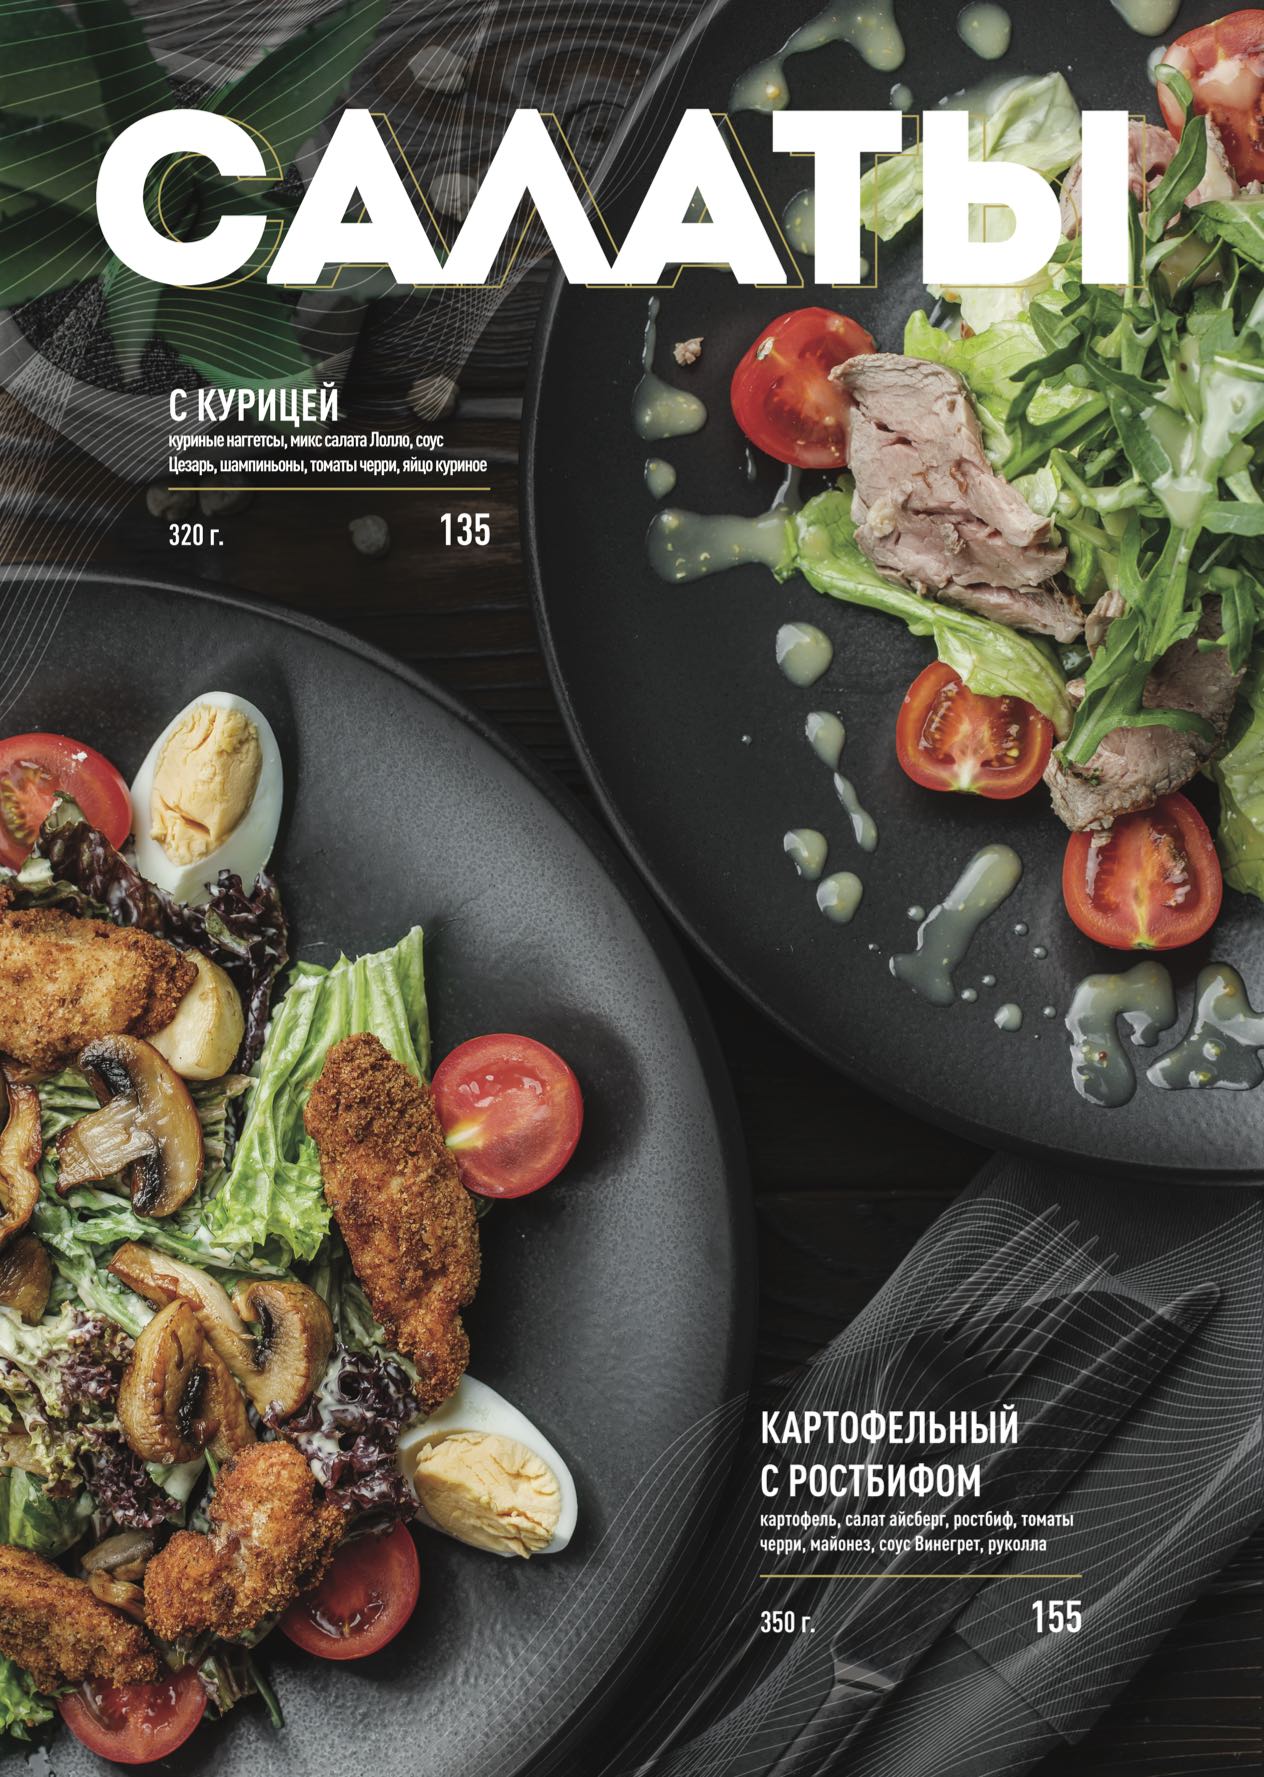 САЛАТЫ
С КУРИЦЕЙ
куриные наггетсы, микс салата Лолло, соус
Цезарь, шампиньоны, томаты черри, яйцо куриное
320 г. 135
КАРТОФЕЛЬНЫЙ
С РОСТБИФОМ
картофель, салат айсберг, ростбиф, томаты
черри, майонез, соус Винегрет, руколла
350 г. 155